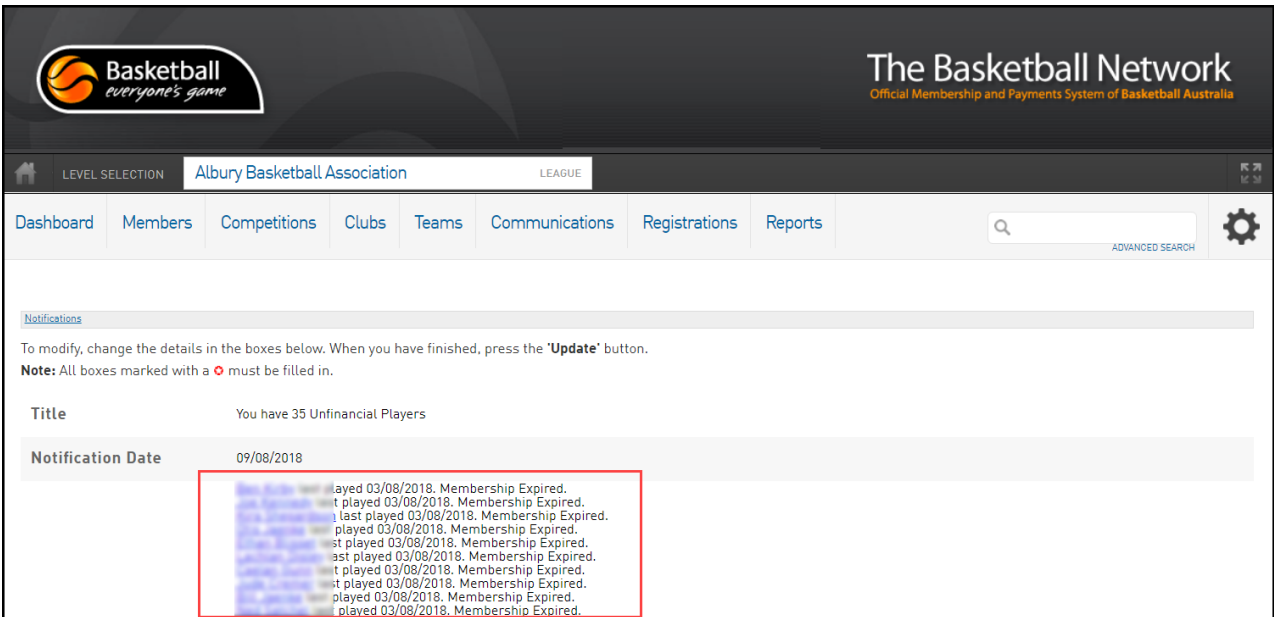 Basketball
everyone's game
The Basketball Network
Official Membership and Payments System of Basketball Australia
LEVEL SELECTION
Albury Basketball Association
LEAGUE
Dashboard
Members
Competitions
Clubs
Teams
Communications
Registrations
Reports
ADVANCED SEARCH
Notifications
To modify, change the details in the boxes below. When you have finished, press the 'Update' button.
Note: All boxes marked with a must be filled in.
Title
You have 35 Unfinancial Players
Notification Date
09/08/2018
03/08/2018. Membership Expired.
played 03/08/2018. Membership Expired.
last played 03/08/2018. Membership Expired.
played 03/08/2018. Membership Expired.
played 03/08/2018. Membership Expired.
played 03/08/2018. Membership Expired.
played 03/08/2018. Membership Expired.
played 03/08/2018. Membership Expired.
played 03/08/2018. Membership Expired.
played 03/08/2018. Membership Expired.